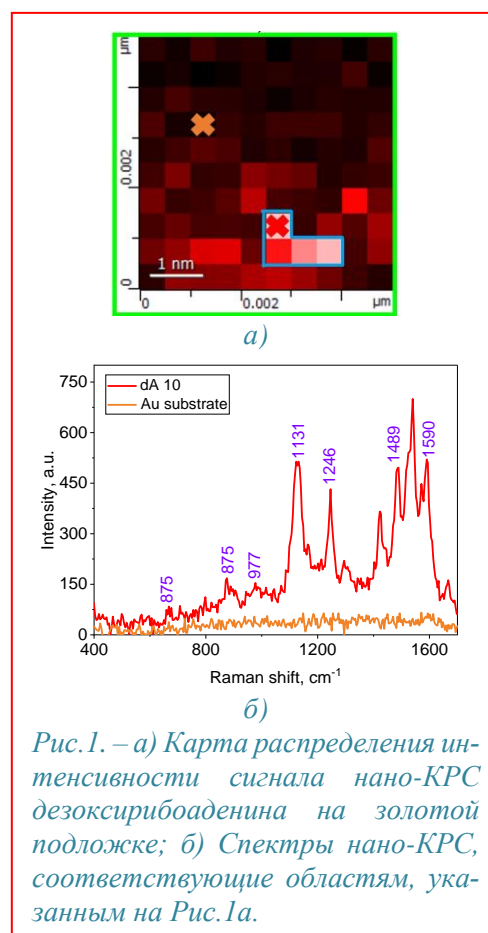 µm
0.002
0
1 nm
0
0.002
µm
а)
750
600
450
300
150
0
Intensity, a.u.
dA 10
Au substrate
875
875
977
1131
1246
1489
1590
400
800
1200
1600
Raman shift, cm-1
б)
Рис.1. – а) Карта распределения ин-
тенсивности сигнала нано-КРС
дезоксирибоаденина на золотой
подложке; б) Спектры нано-КРС,
соответствующие областям, ука-
занным на Рис.1а.